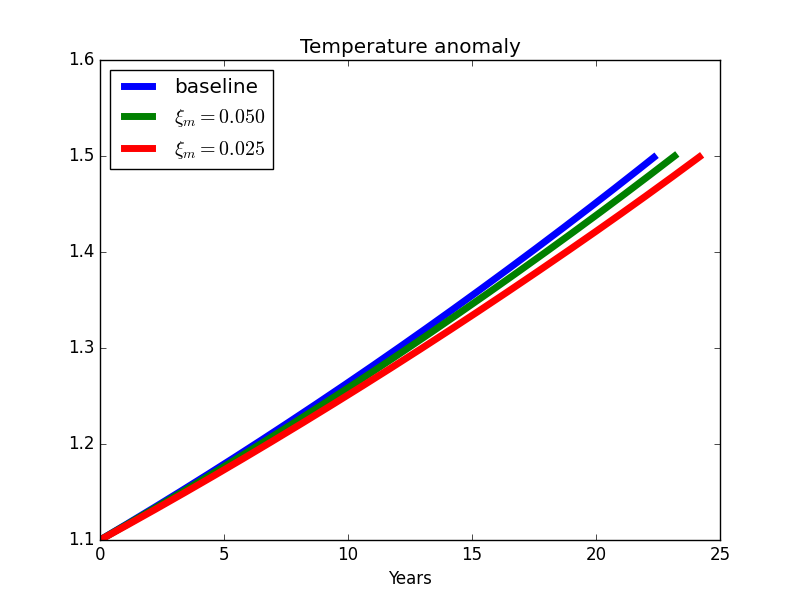 Temperature anomaly
1.6
baseline
ξₘ = 0.050
ξₘ = 0.025
1.5
1.4
1.3
1.2
1.1
0 5 10 15 20 25
Years